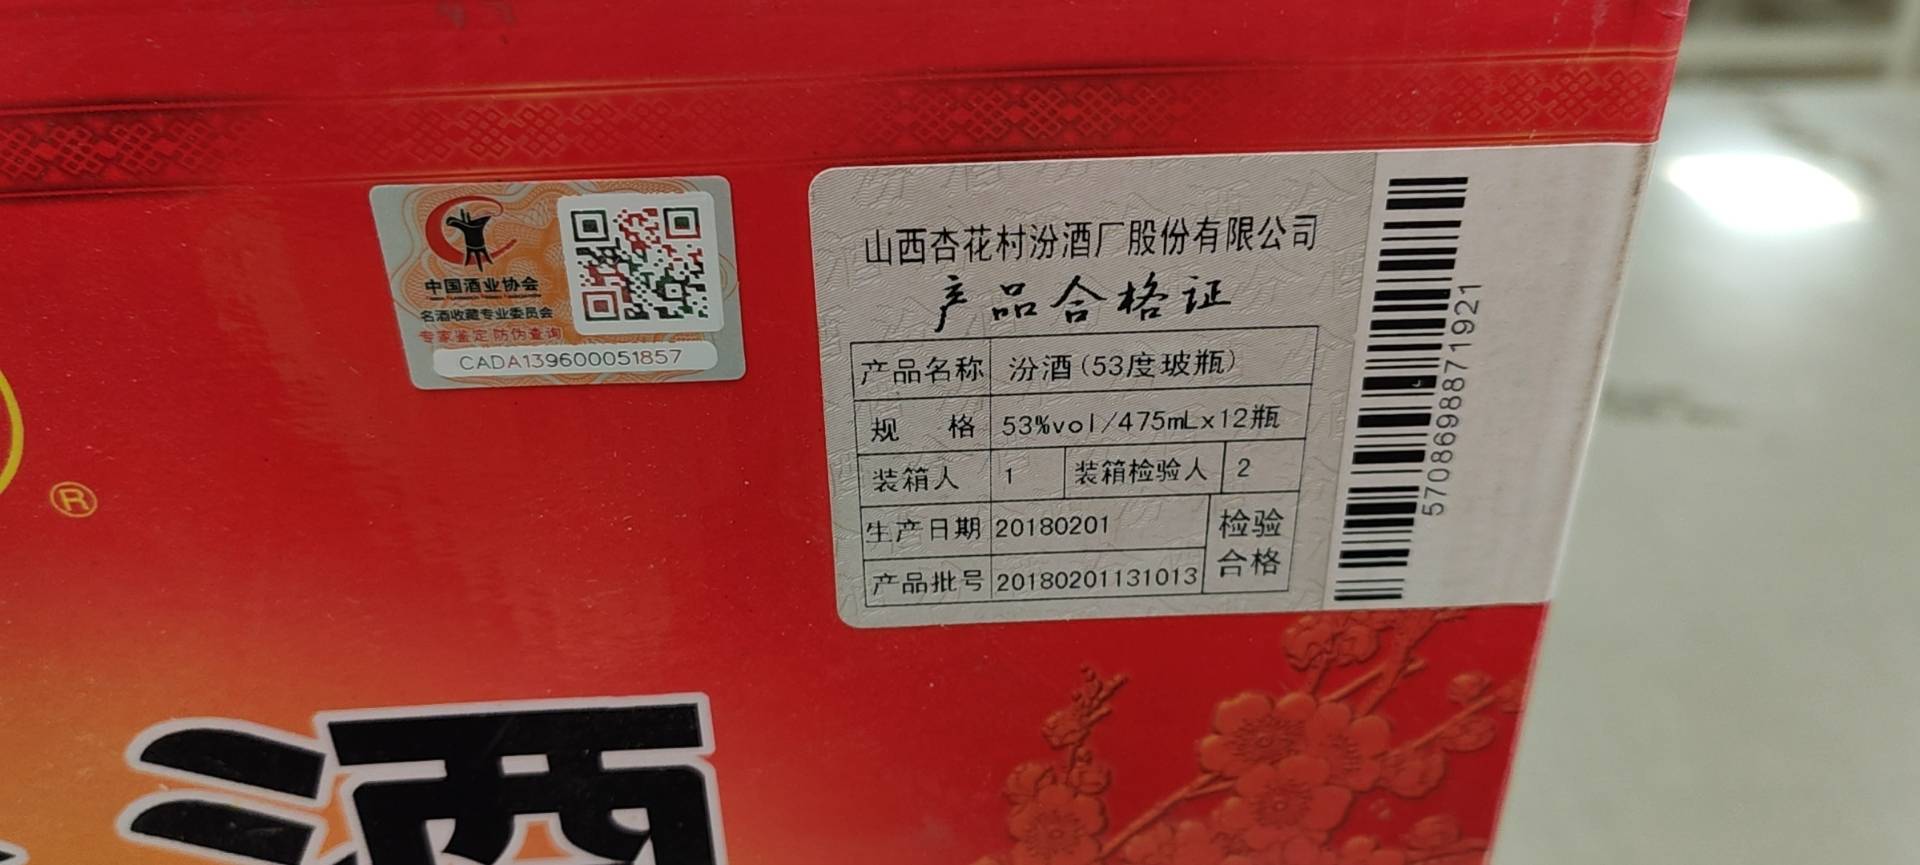 中国酒业协会
名酒收藏专业委员会
专家鉴定 防伪查询
CADA139600051857
山西杏花村汾酒厂股份有限公司
产品合格证
产品名称 汾酒(53度玻瓶)
规 格 53%vol/475mLx12瓶
装箱人 1 装箱检验人 2
生产日期 20180201
检验合格
产品批号 20180201131013
570869887​1921
®
酒